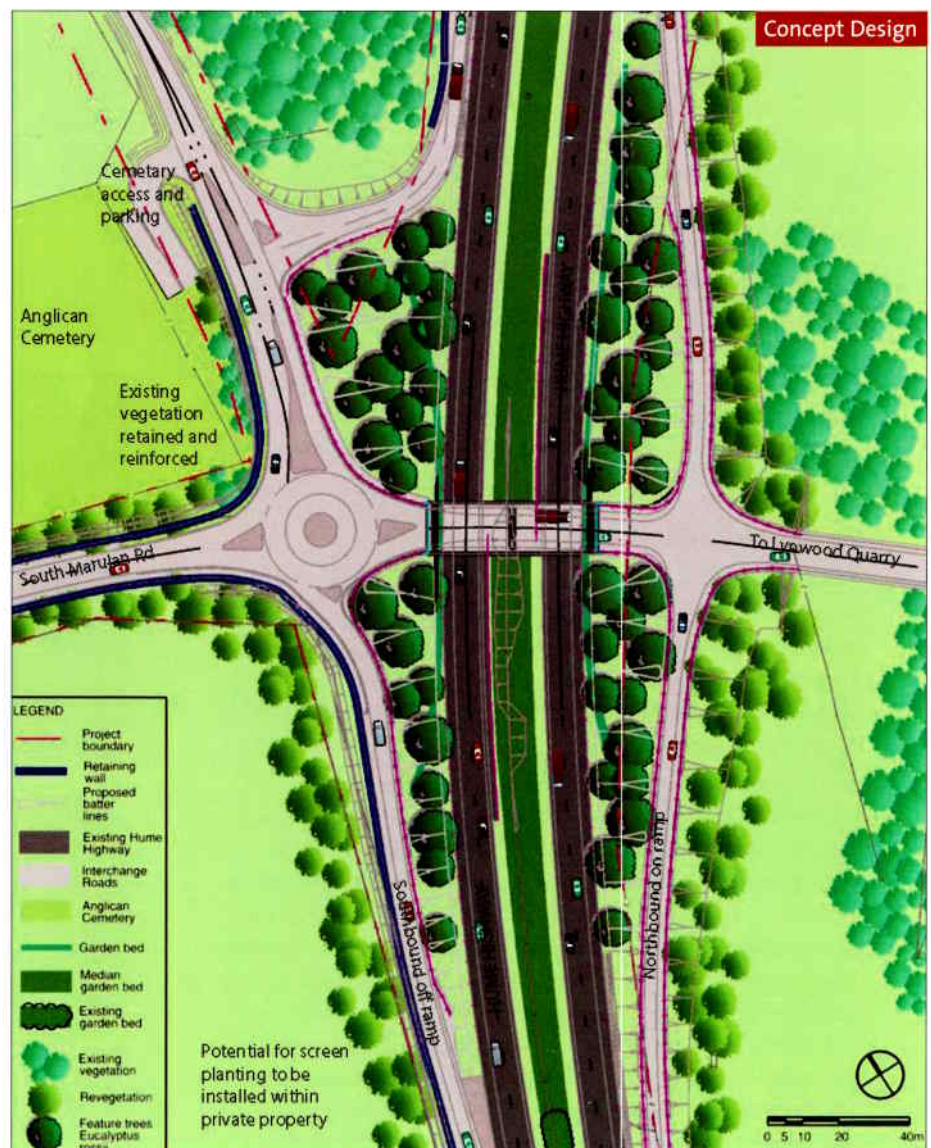 Concept Design
Cemetary
access and
parking
Anglican
Cemetery
Existing
vegetation
retained and
reinforced
South Marulan Rd
To Lynwood Quarry
LEGEND
Project
boundary
Retaining
wall
Proposed
batter
lines
Existing Hume
Highway
Interchange
Roads
Anglican
Cemetery
Garden bed
Median
garden bed
Existing
garden bed
Existing
vegetation
Revegetation
Feature trees
Eucalyptus
Southbound off ramp
Northbound on ramp
Potential for screen
planting to be
installed within
private property
HIGHWAY
0 5 10 20 40m